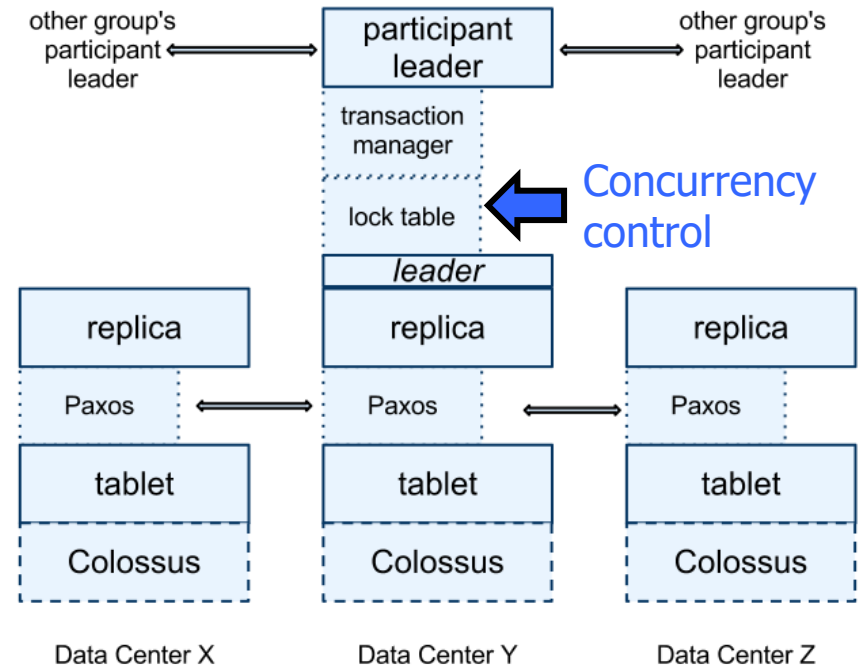 other group's
participant
leader
participant
leader
other group's
participant
leader
transaction
manager
lock table
Concurrency
control
leader
replica
replica
replica
Paxos
Paxos
Paxos
tablet
tablet
tablet
Colossus
Colossus
Colossus
Data Center X
Data Center Y
Data Center Z